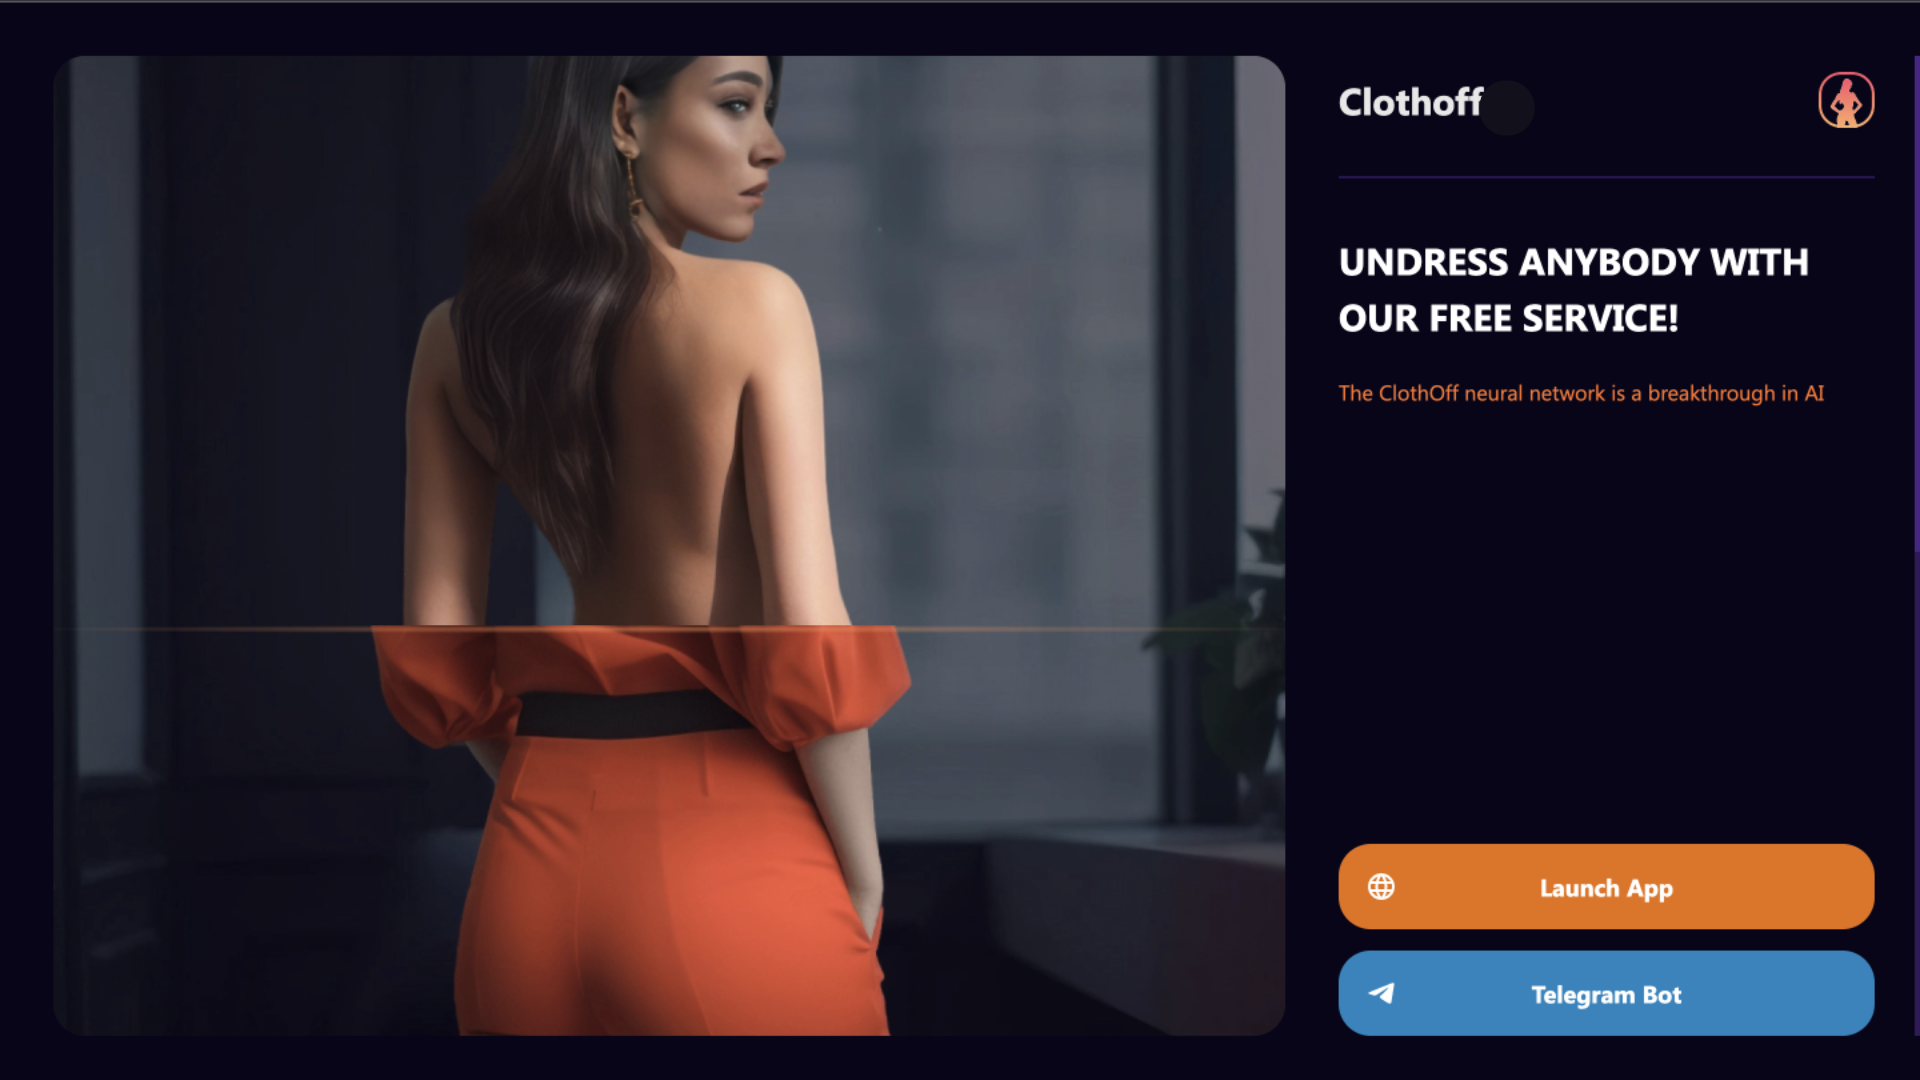 Clothoff
UNDRESS ANYBODY WITH
OUR FREE SERVICE!
The ClothOff neural network is a breakthrough in AI
Launch App
Telegram Bot